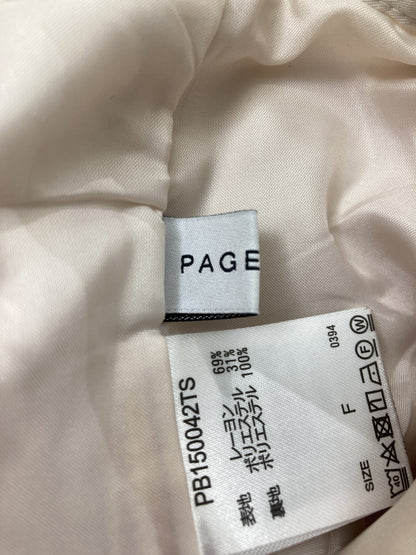 PAGE
PB150042TS
表地 レーヨン 69%
ポリエステル 31%
裏地 ポリエステル 100%
SIZE F
40
F W
0394